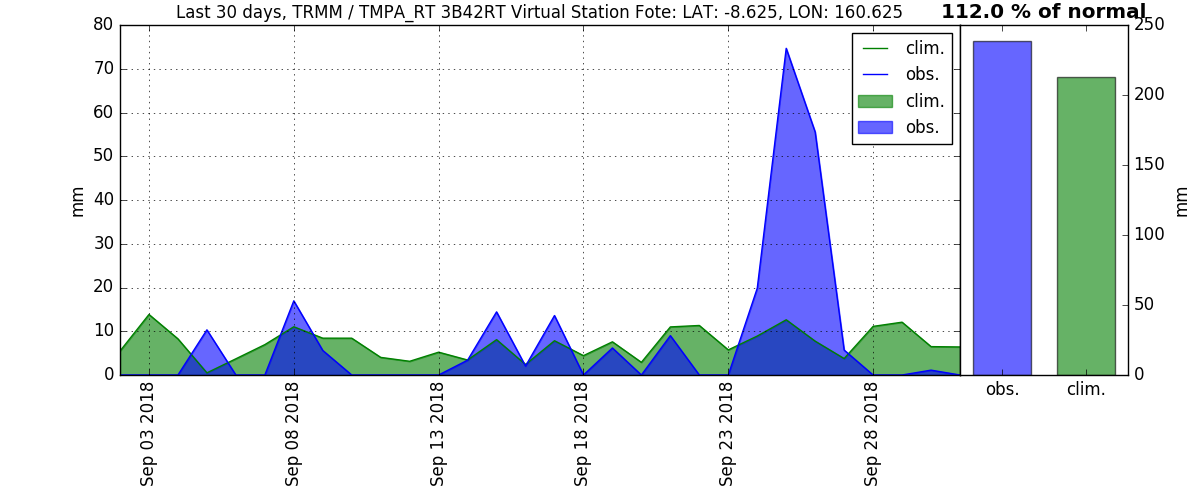 Last 30 days, TRMM / TMPA_RT 3B42RT Virtual Station Fote: LAT: -8.625, LON: 160.625
112.0 % of normal
clim.
obs.
clim.
obs.
80
70
60
50
40
30
20
10
0
mm
250
200
150
100
50
0
mm
obs. clim.
Sep 03 2018
Sep 08 2018
Sep 13 2018
Sep 18 2018
Sep 23 2018
Sep 28 2018